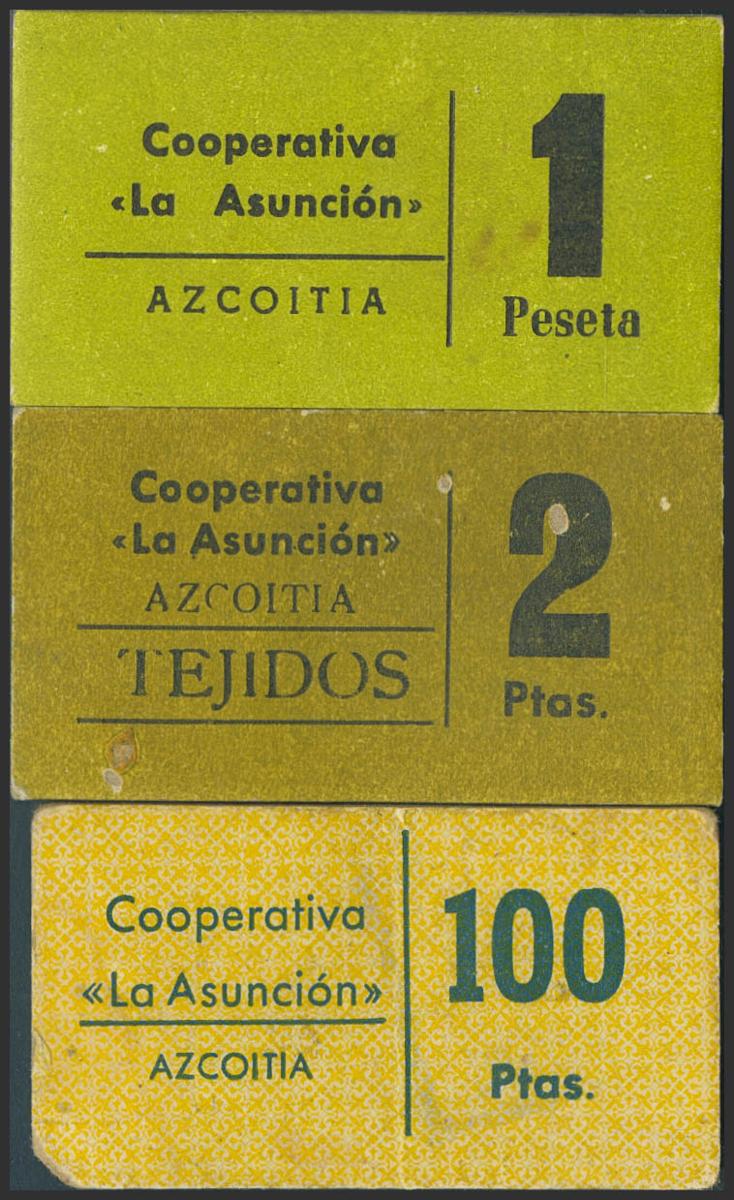 Cooperativa
«La Asunción»
AZCOITIA
1
Peseta
Cooperativa
«La Asunción»
AZCOITIA
TEJIDOS
2
Ptas.
Cooperativa
«La Asunción»
AZCOITIA
100
Ptas.